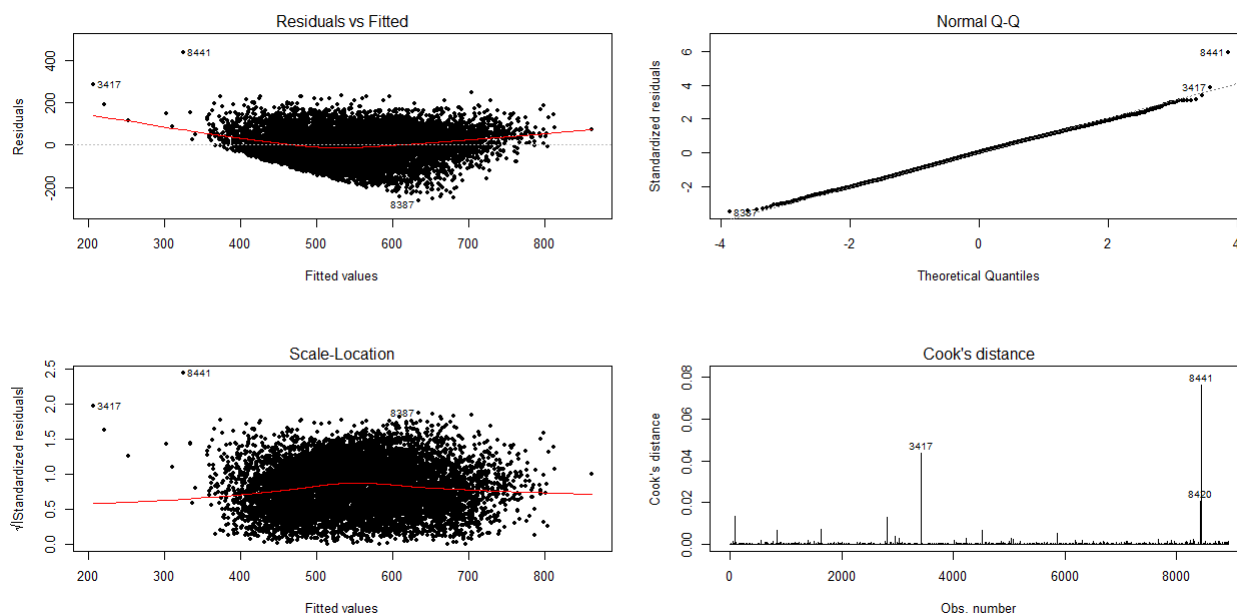 Residuals vs Fitted
Residuals
400
200
0
-200
8441
3417
8387
200 300 400 500 600 700 800
Fitted values
Normal Q-Q
Standardized residuals
6
4
2
0
-2
8441
3417
8387
-4 -2 0 2 4
Theoretical Quantiles
Scale-Location
√|Standardized residuals|
2.5
2.0
1.5
1.0
0.5
0.0
8441
3417
8387
200 300 400 500 600 700 800
Fitted values
Cook's distance
Cook's distance
0.08
0.06
0.04
0.02
0.00
8441
3417
8420
0 2000 4000 6000 8000
Obs. number